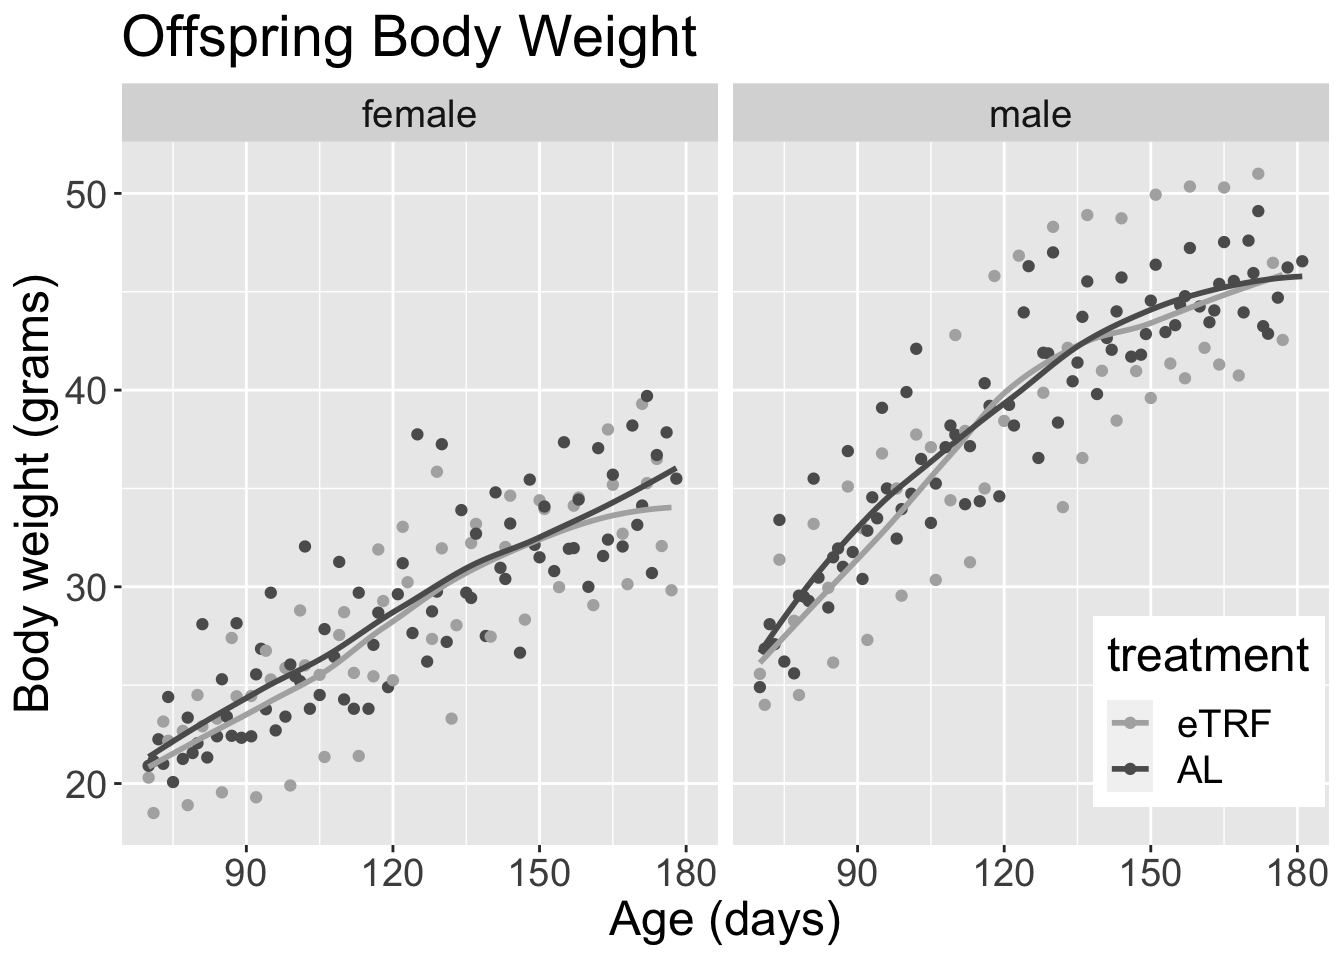 Offspring Body Weight
female male
50
40
30
20
Body weight (grams)
90 120 150 180 90 120 150 180
Age (days)
treatment
eTRF
AL